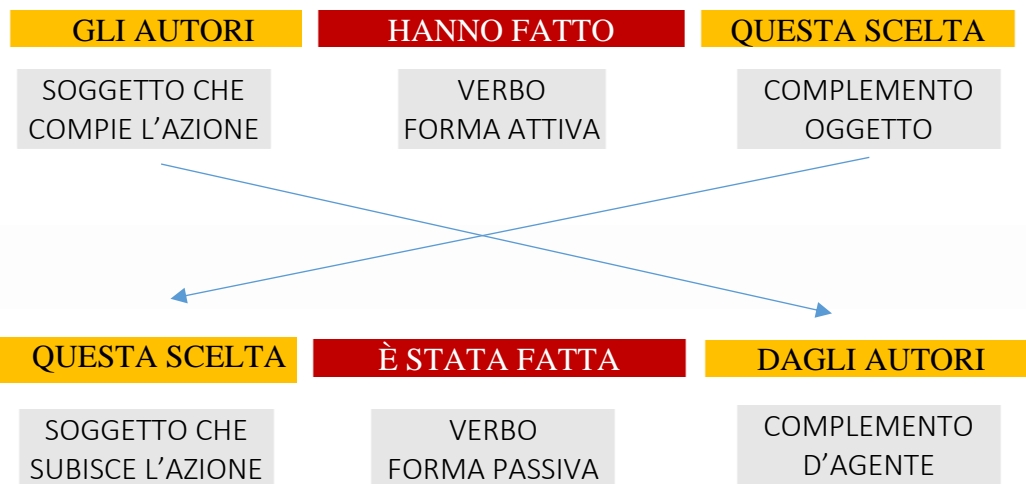 GLI AUTORI HANNO FATTO QUESTA SCELTA
SOGGETTO CHE
COMPIE L’AZIONE
VERBO
FORMA ATTIVA
COMPLEMENTO
OGGETTO
QUESTA SCELTA È STATA FATTA DAGLI AUTORI
SOGGETTO CHE
SUBISCE L’AZIONE
VERBO
FORMA PASSIVA
COMPLEMENTO
D’AGENTE